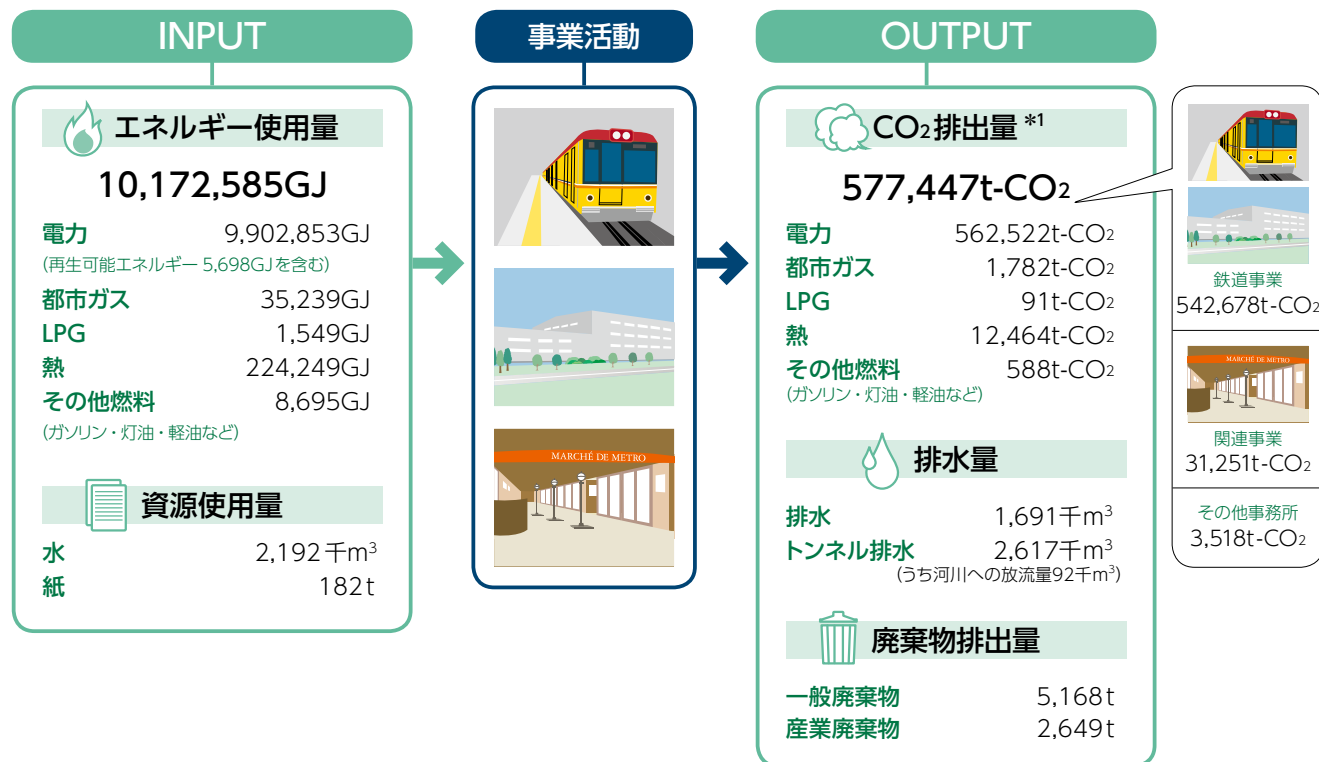 INPUT
エネルギー使用量
10,172,585GJ
電力 9,902,853GJ
(再生可能エネルギー 5,698GJを含む)
都市ガス 35,239GJ
LPG 1,549GJ
熱 224,249GJ
その他燃料 8,695GJ
(ガソリン・灯油・軽油など)
資源使用量
水 2,192千m³
紙 182t
事業活動
MARCHÉ DE METRO
OUTPUT
CO₂排出量 *1
577,447t-CO₂
電力 562,522t-CO₂
都市ガス 1,782t-CO₂
LPG 91t-CO₂
熱 12,464t-CO₂
その他燃料 588t-CO₂
(ガソリン・灯油・軽油など)
排水量
排水 1,691千m³
トンネル排水 2,617千m³
(うち河川への放流量92千m³)
廃棄物排出量
一般廃棄物 5,168t
産業廃棄物 2,649t
鉄道事業
542,678t-CO₂
MARCHÉ DE METRO
関連事業
31,251t-CO₂
その他事務所
3,518t-CO₂